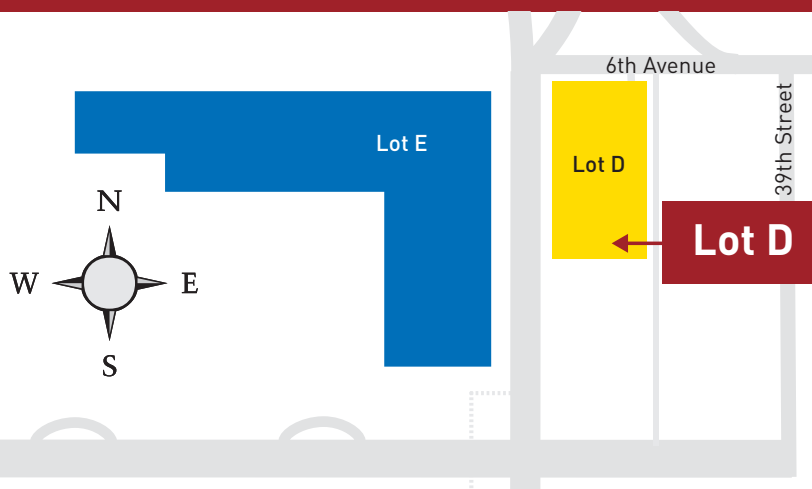 6th Avenue
39th Street
Lot E
Lot D
Lot D
N
W
E
S